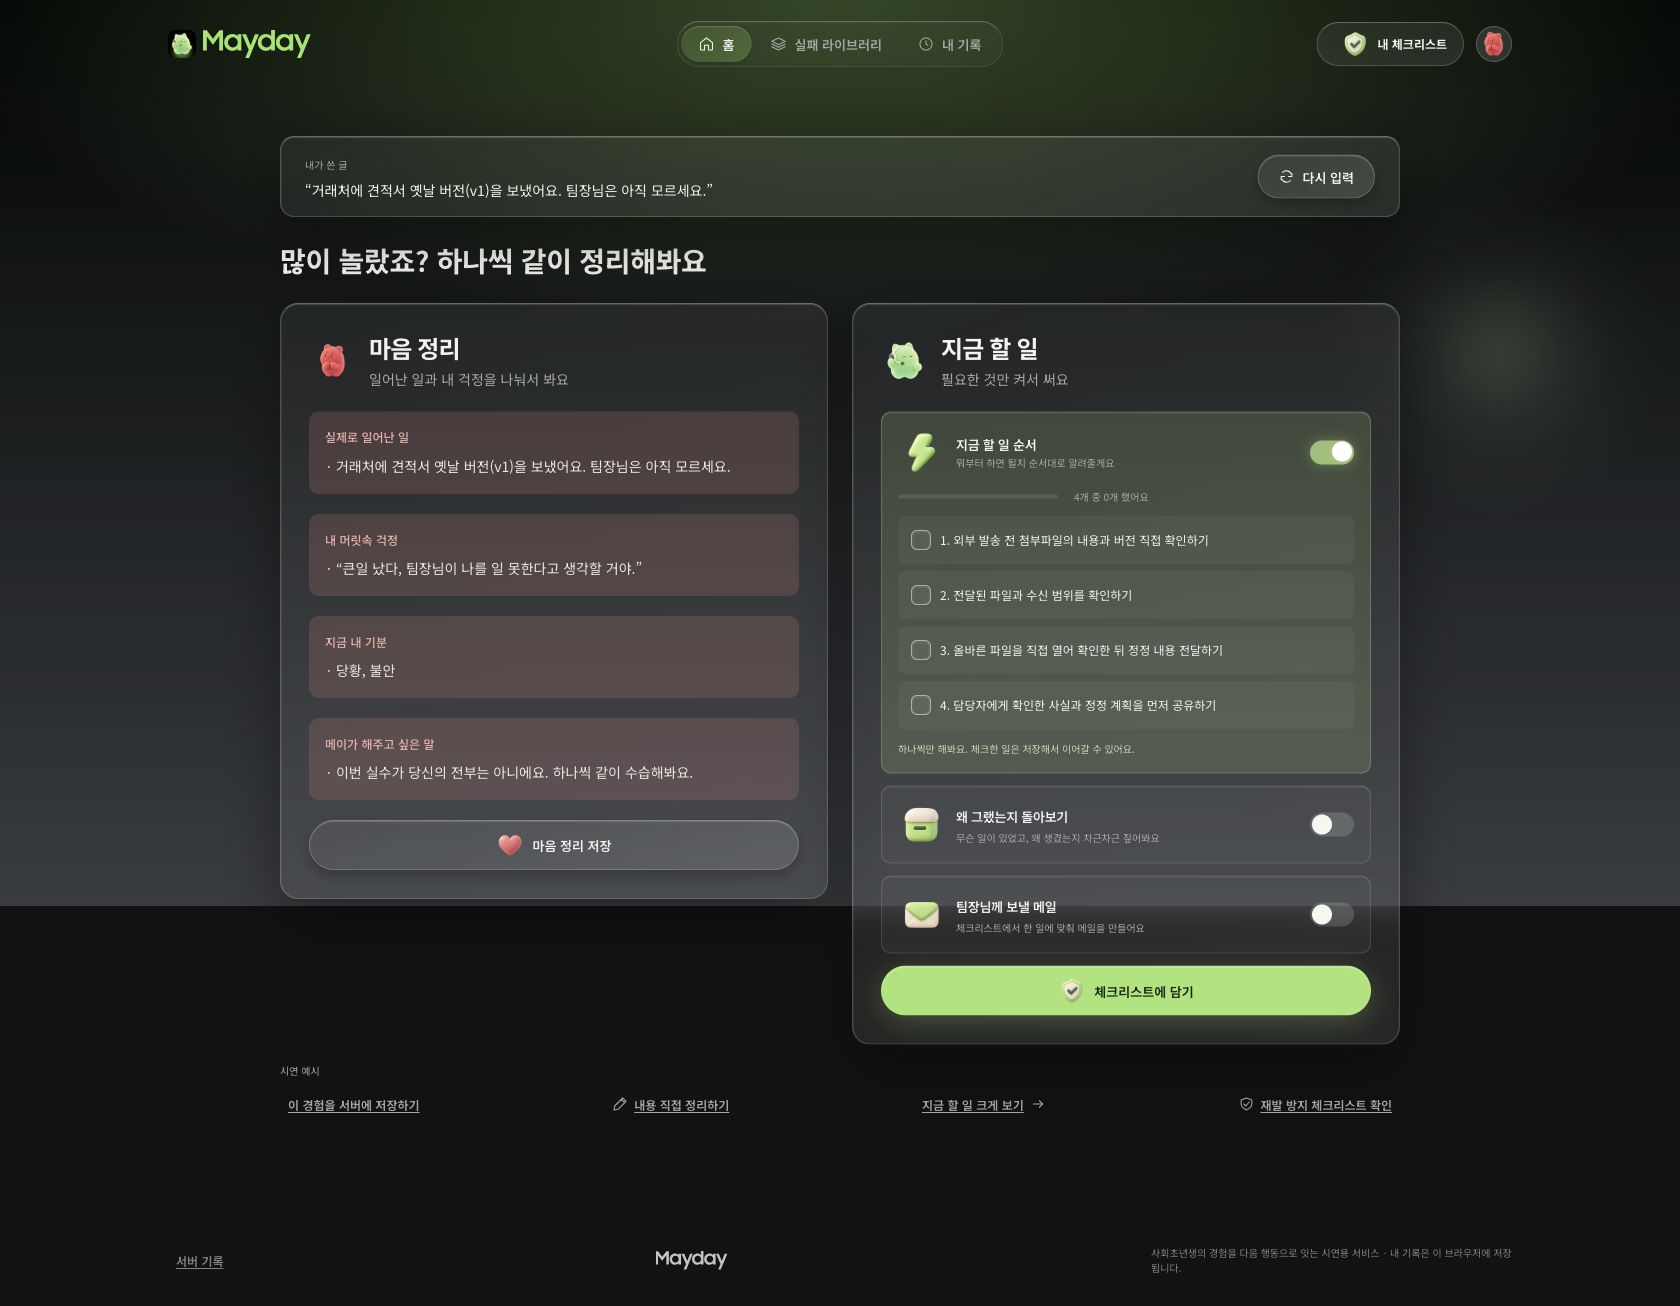 Mayday
홈
실패 라이브러리
내 기록
내 체크리스트
내가 쓴 글
“거래처에 견적서 옛날 버전(v1)을 보냈어요. 팀장님은 아직 모르세요.”
다시 입력
많이 놀랐죠? 하나씩 같이 정리해봐요
마음 정리
일어난 일과 내 걱정을 나눠서 봐요
실제로 일어난 일
· 거래처에 견적서 옛날 버전(v1)을 보냈어요. 팀장님은 아직 모르세요.
내 머릿속 걱정
· “큰일 났다, 팀장님이 나를 일 못한다고 생각할 거야.”
지금 내 기분
· 당황, 불안
메이가 해주고 싶은 말
· 이번 실수가 당신의 전부는 아니에요. 하나씩 같이 수습해봐요.
마음 정리 저장
지금 할 일
필요한 것만 켜서 써요
지금 할 일 순서
뭐부터 하면 될지 순서대로 알려줄게요
4개 중 0개 했어요
1. 외부 발송 전 첨부파일의 내용과 버전 직접 확인하기
2. 전달된 파일과 수신 범위를 확인하기
3. 올바른 파일을 직접 열어 확인한 뒤 정정 내용 전달하기
4. 담당자에게 확인한 사실과 정정 계획을 먼저 공유하기
하나씩만 해봐요. 체크한 일은 저장해서 이어갈 수 있어요.
왜 그랬는지 돌아보기
무슨 일이 있었고, 왜 생겼는지 차근차근 짚어봐요
팀장님께 보낼 메일
체크리스트에서 한 일에 맞춰 메일을 만들어요
체크리스트에 담기
시연 예시
이 경험을 서버에 저장하기
내용 직접 정리하기
지금 할 일 크게 보기
재발 방지 체크리스트 확인
서버 기록
Mayday
사회초년생의 경험을 다음 행동으로 잇는 시연용 서비스 · 내 기록은 이 브라우저에 저장
됩니다.